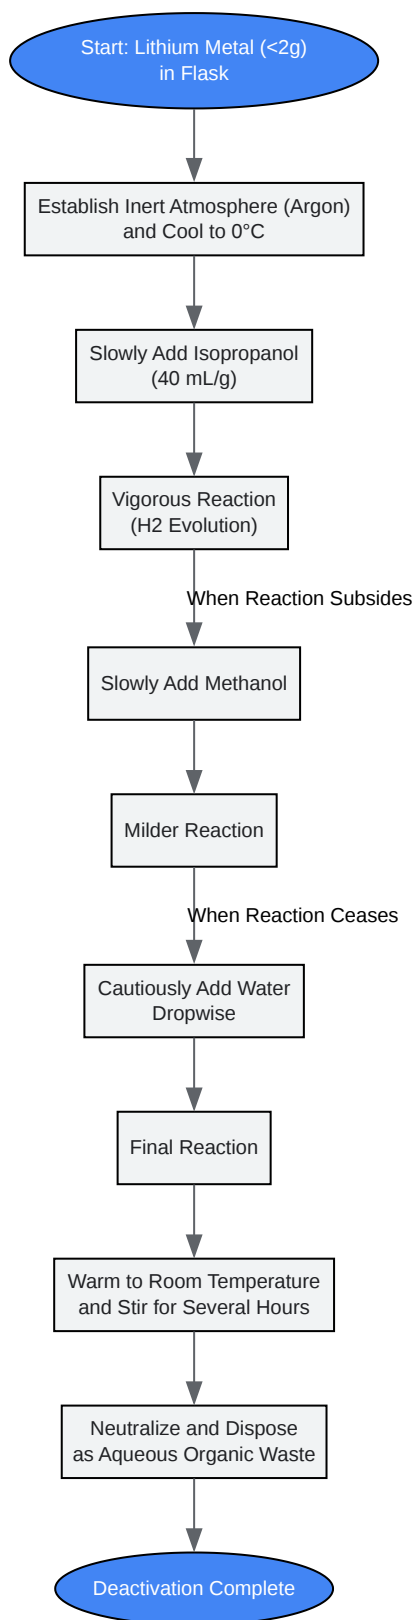 Start: Lithium Metal (<2g)
in Flask
Establish Inert Atmosphere (Argon)
and Cool to 0°C
Slowly Add Isopropanol
(40 mL/g)
Vigorous Reaction
(H2 Evolution)
When Reaction Subsides
Slowly Add Methanol
Milder Reaction
When Reaction Ceases
Cautiously Add Water
Dropwise
Final Reaction
Warm to Room Temperature
and Stir for Several Hours
Neutralize and Dispose
as Aqueous Organic Waste
Deactivation Complete